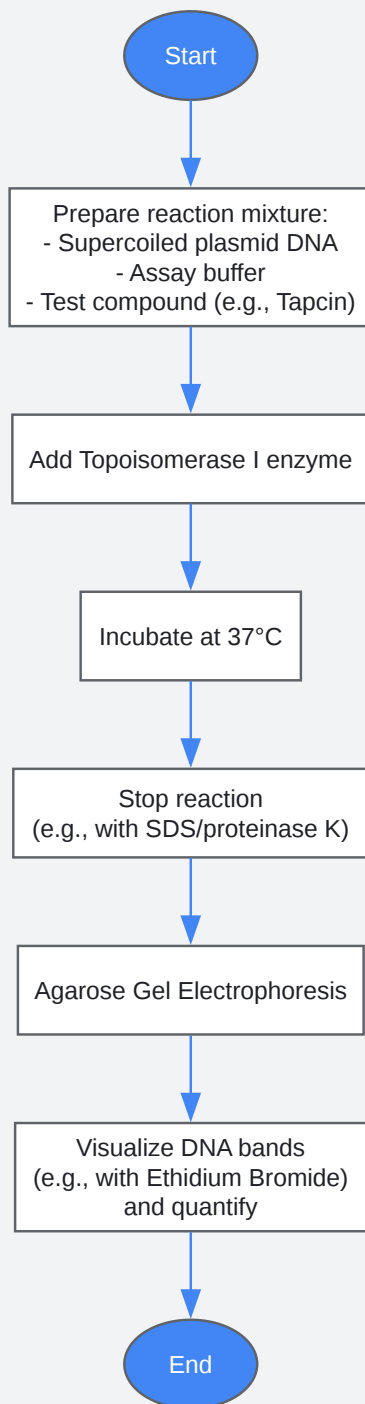 Start
Prepare reaction mixture:
- Supercoiled plasmid DNA
- Assay buffer
- Test compound (e.g., Tapcin)
Add Topoisomerase I enzyme
Incubate at 37°C
Stop reaction
(e.g., with SDS/proteinase K)
Agarose Gel Electrophoresis
Visualize DNA bands
(e.g., with Ethidium Bromide)
and quantify
End